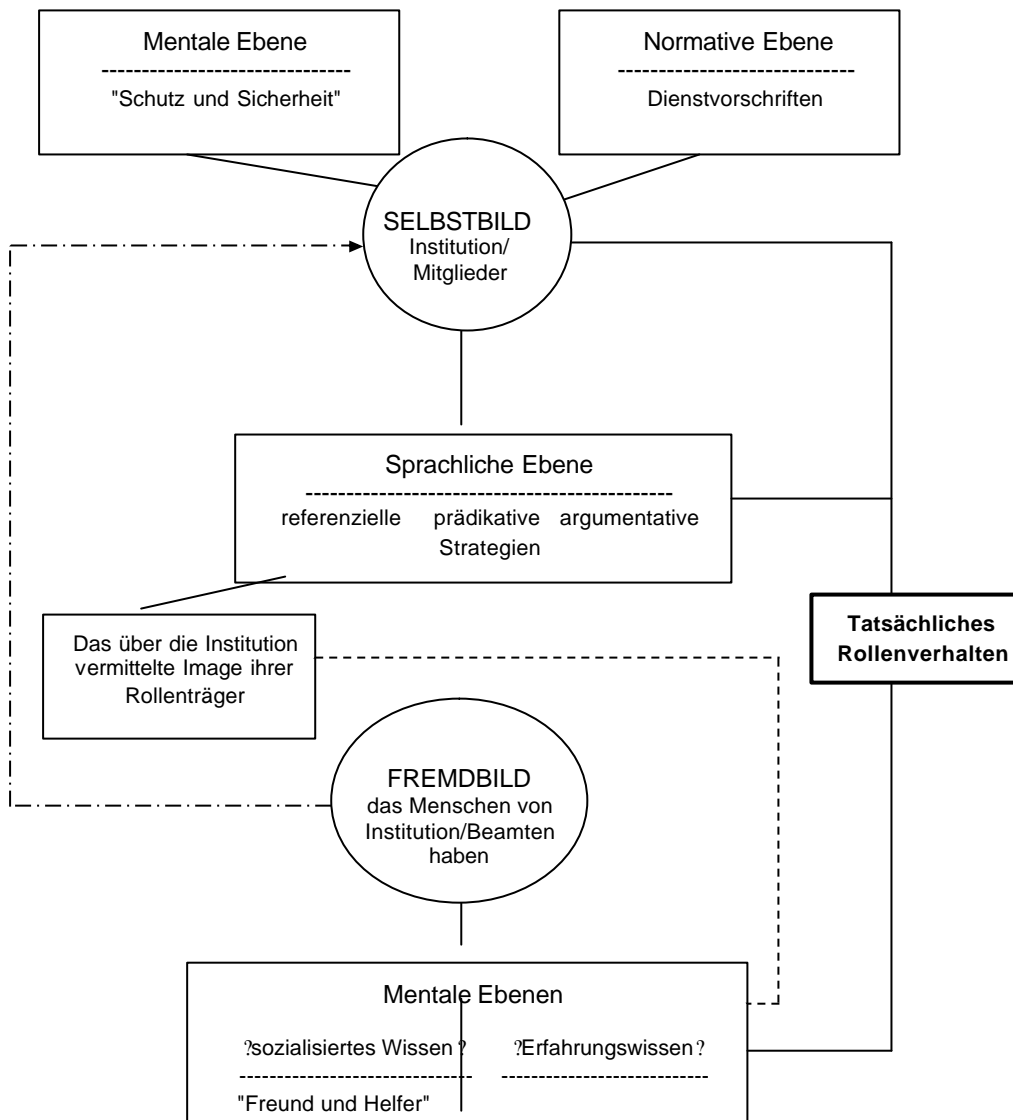 Mentale Ebene
"Schutz und Sicherheit"
Normative Ebene
Dienstvorschriften
SELBSTBILD
Institution/
Mitglieder
Sprachliche Ebene
referenzielle prädikative argumentative
Strategien
Das über die Institution
vermittelte Image ihrer
Rollenträger
Tatsächliches
Rollenverhalten
FREMDBILD
das Menschen von
Institution/Beamten
haben
Mentale Ebenen
?sozialisiertes Wissen? ?Erfahrungswissen?
"Freund und Helfer"